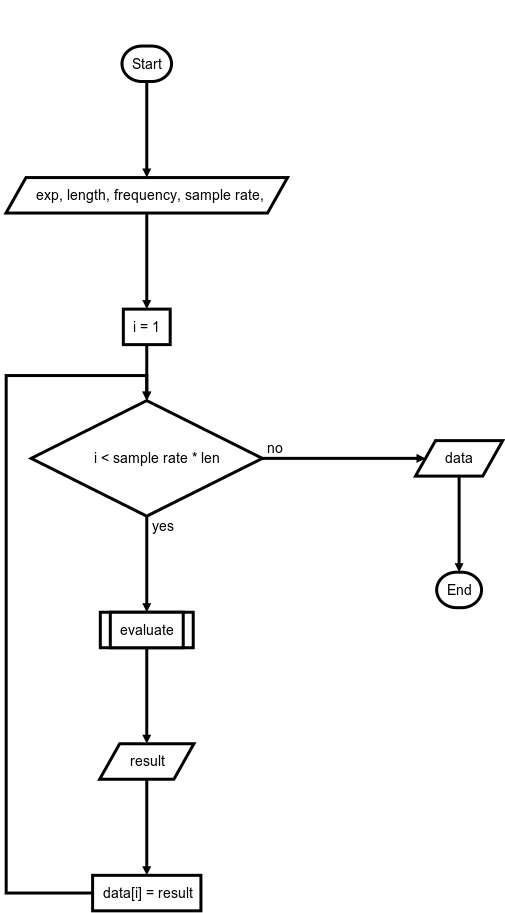 Start
exp, length, frequency, sample rate,
i = 1
i < sample rate * len
no
data
yes
End
evaluate
result
data[i] = result